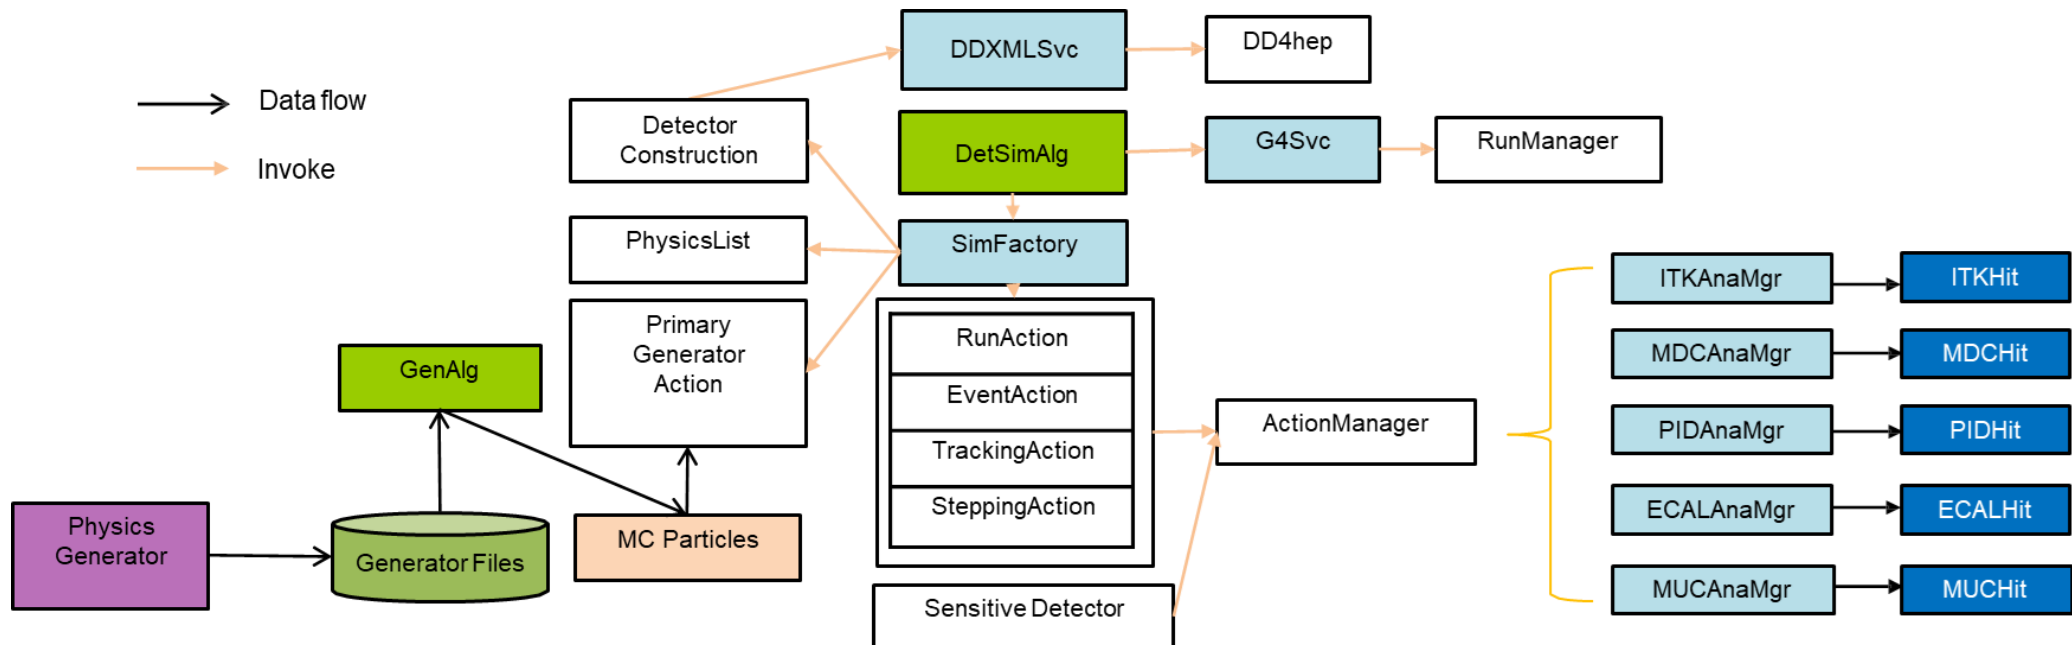 Data flow
Invoke
DDXMLSvc
DD4hep
Detector
Construction
DetSimAlg
G4Svc
RunManager
PhysicsList
SimFactory
Primary
Generator
Action
RunAction
EventAction
TrackingAction
SteppingAction
GenAlg
Physics
Generator
Generator Files
MC Particles
Sensitive Detector
ActionManager
ITKAnaMgr
ITKHit
MDCAnaMgr
MDCHit
PIDAnaMgr
PIDHit
ECALAnaMgr
ECALHit
MUCAnaMgr
MUCHit